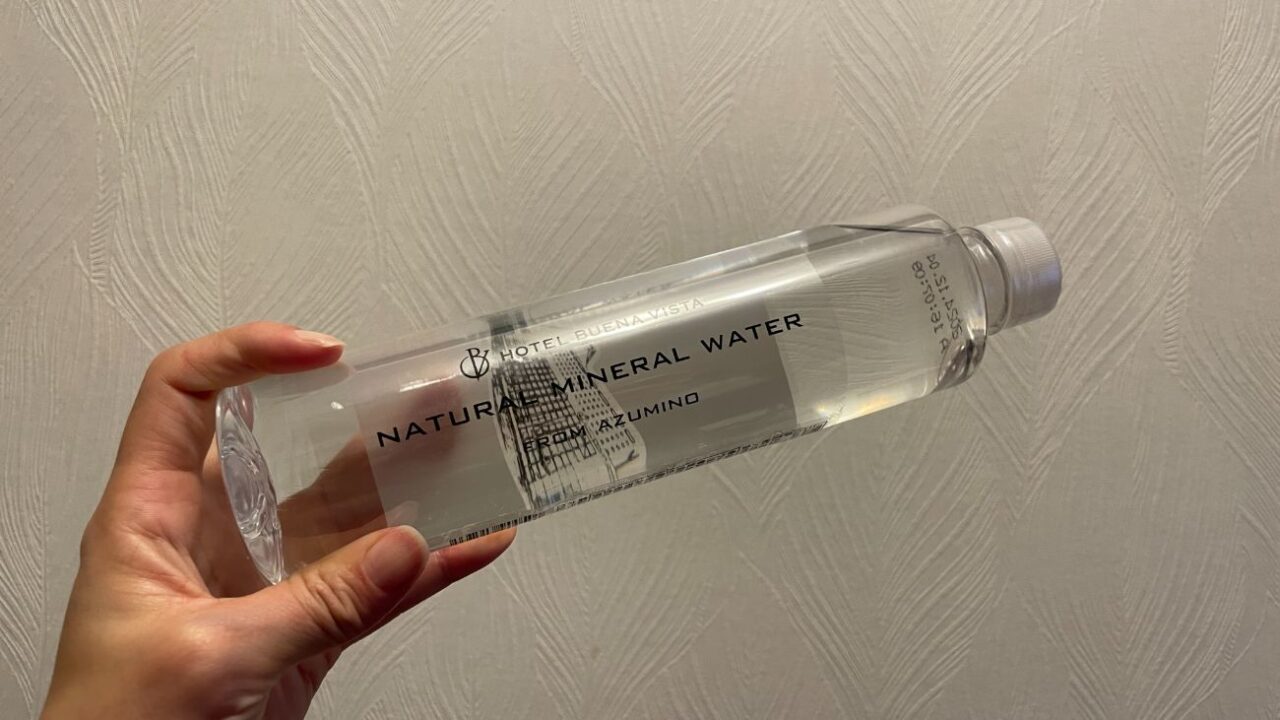 HOTEL BUENA VISTA
NATURAL MINERAL WATER
FROM AZUMINO